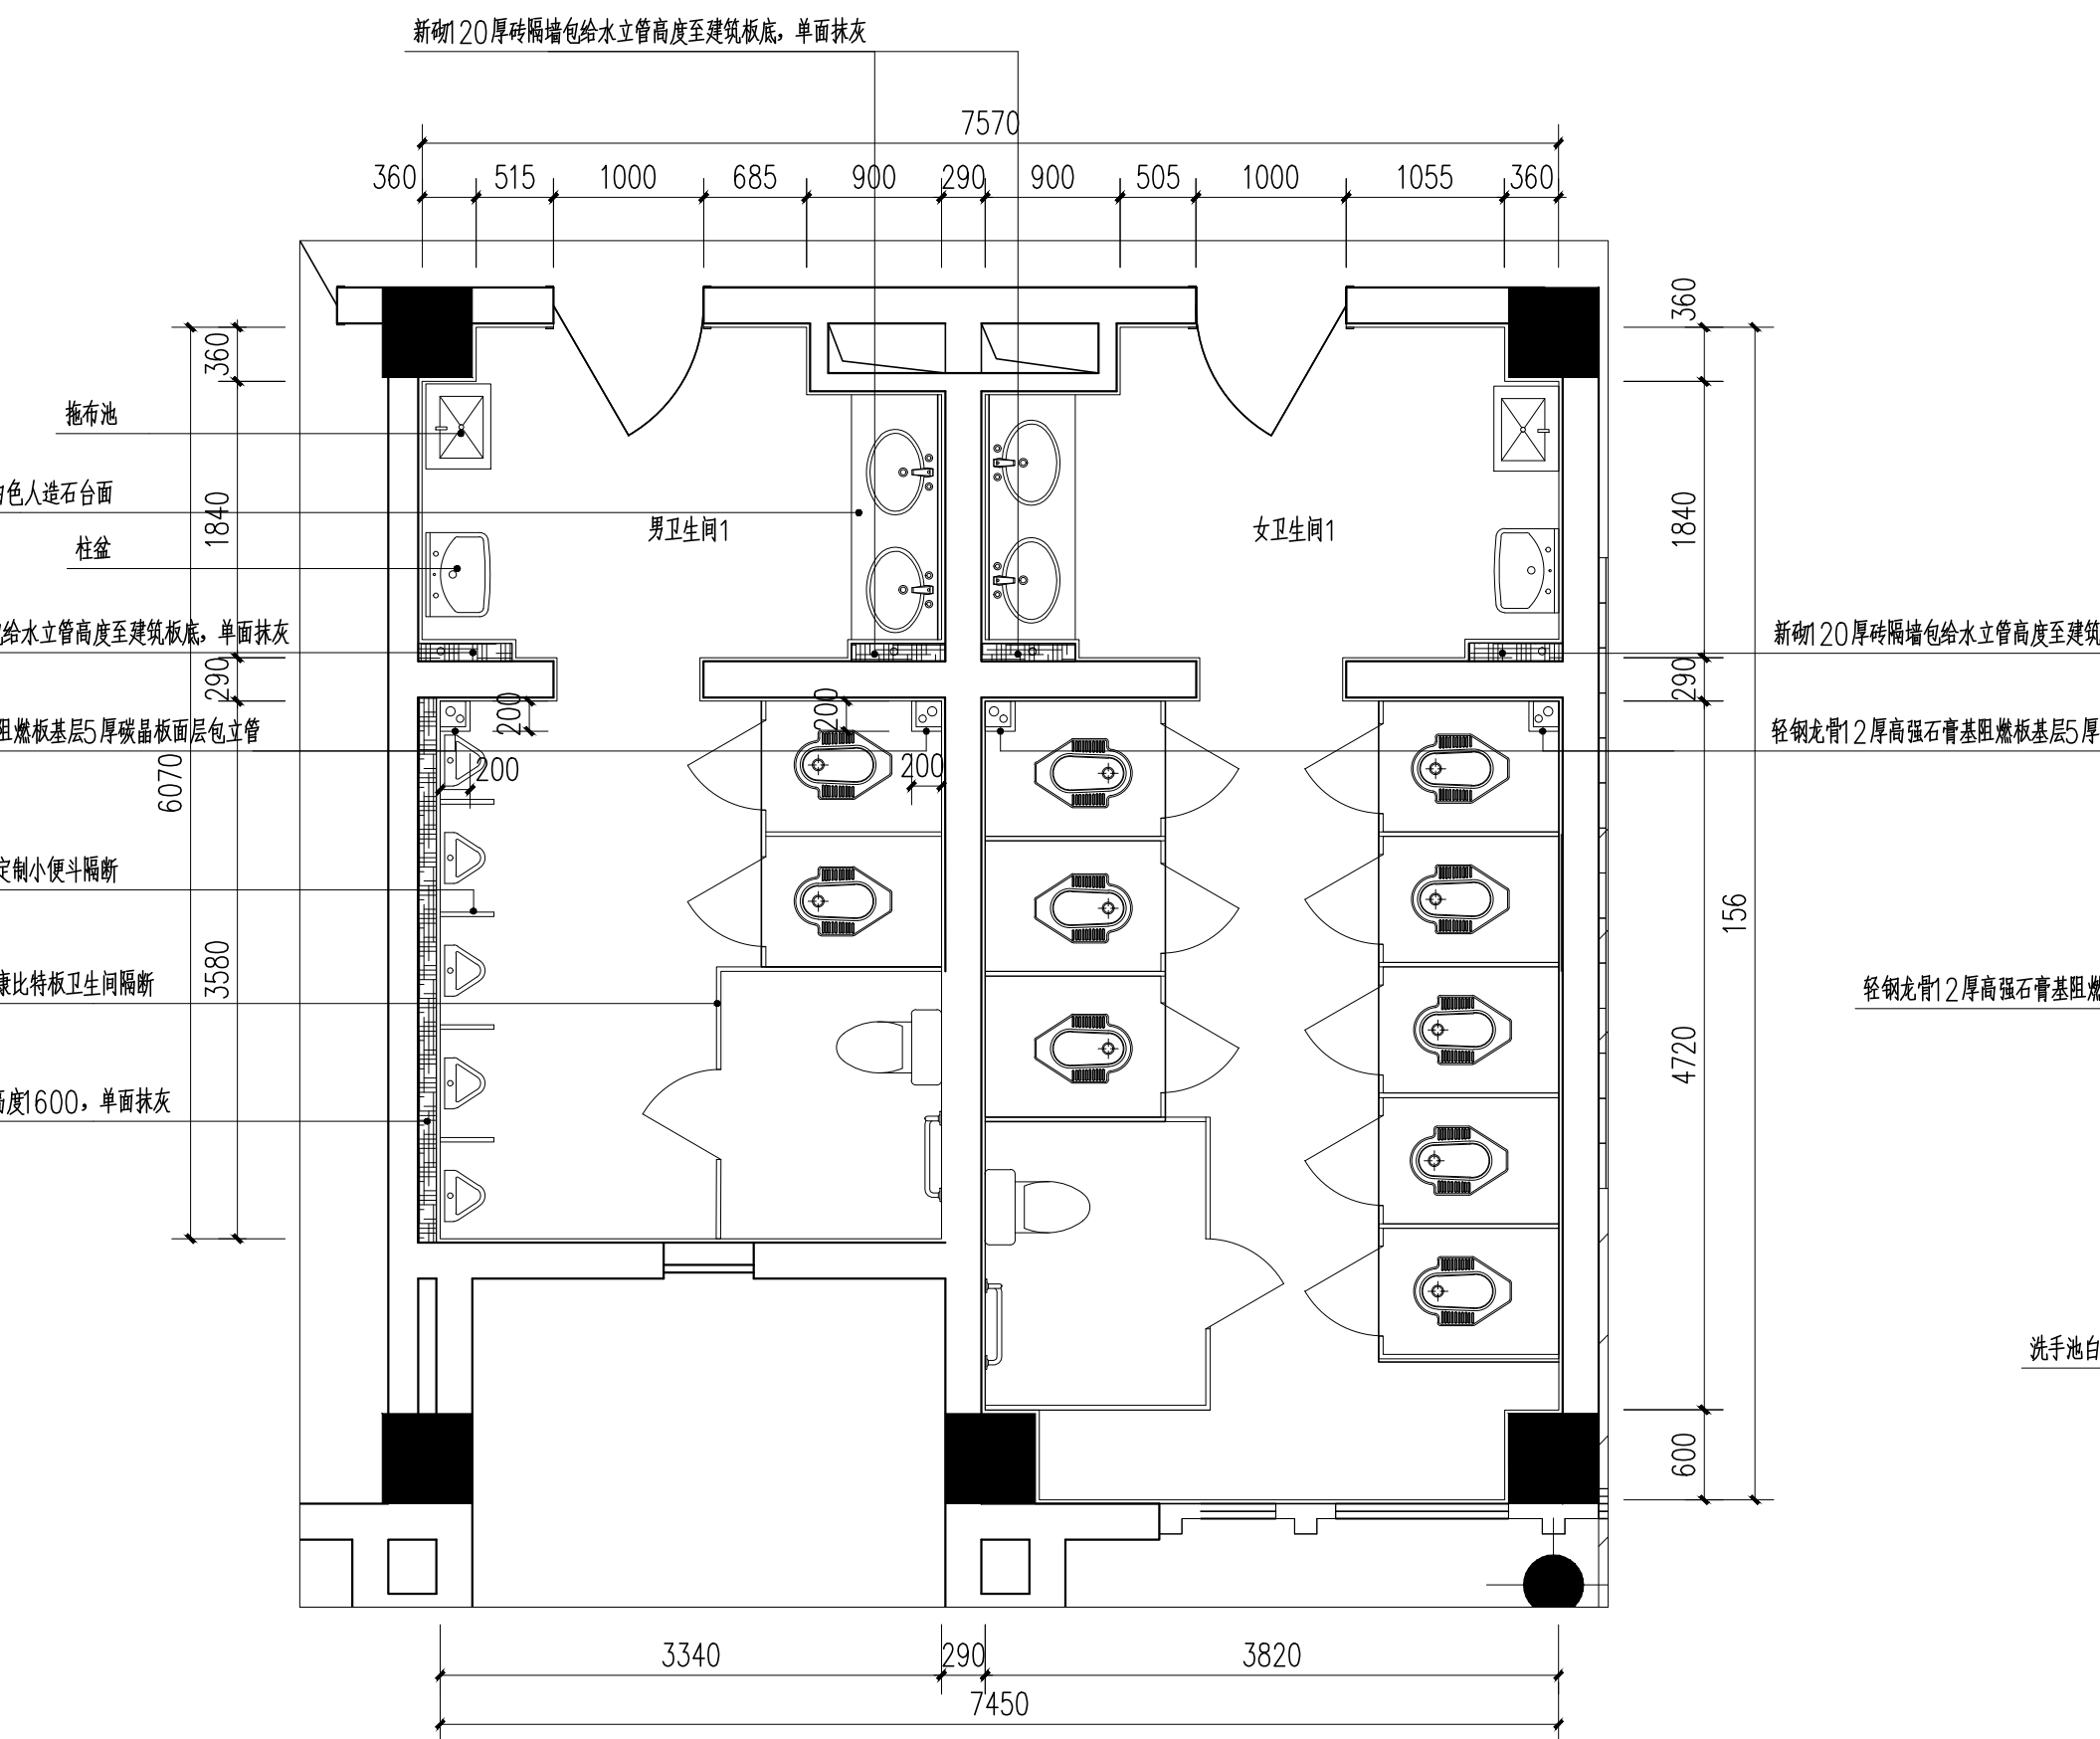 新砌120厚砖隔墙包给水立管高度至建筑板底，单面抹灰
7570
360 515 1000 685 900 290 900 505 1000 1055 360
360
360
拖布池
色人造石台面
1840
1840
男卫生间1
女卫生间1
柱盆
给水立管高度至建筑板底，单面抹灰
新砌120厚砖隔墙包给水立管高度至建筑
290
290
200
200
阻燃板基层5厚碳晶板面层包立管
轻钢龙骨12厚高强石膏基阻燃板基层5厚
200
200
6070
定制小便斗隔断
156
3580
康比特板卫生间隔断
轻钢龙骨12厚高强石膏基阻燃
4720
高度1600，单面抹灰
洗手池白
600
3340 290 3820
7450